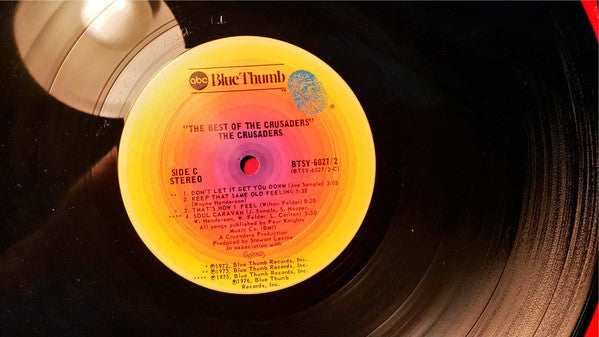 abc Blue Thumb
®
"THE BEST OF THE CRUSADERS"
THE CRUSADERS
SIDE C
STEREO
BTSY-6027/2
(BTSY-6027/2-C)
** 1. DON'T LET IT GET YOU DOWN (Joe Sample) 3:05
* 2. KEEP THAT SAME OLD FEELING 5:38
(Wayne Henderson)
3. THAT'S HOW I FEEL (Wilton Felder) 8:20
**** 4. SOUL CARAVAN (J. Sample, S. Hooper,
W. Henderson, W. Felder, L. Carlton) 5:30
All songs published by Four Knights
Music Co. (BMI)
A Crusaders Production
Produced by Stewart Levine
In association with
* ℗1972, Blue Thumb Records, Inc.
** ℗1973, Blue Thumb Records, Inc.
*** ℗1975, Blue Thumb Records, Inc.
**** ℗1976, Blue Thumb
Records, Inc.